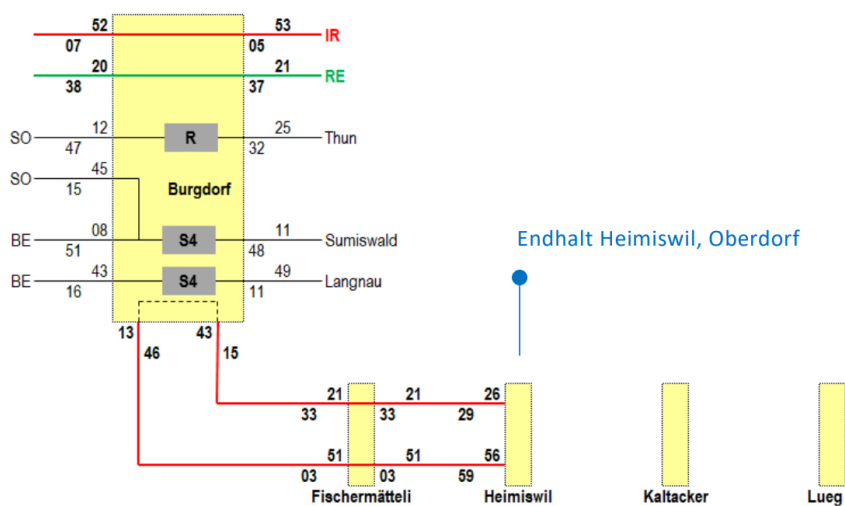 52 53
IR
07 05
20 21
RE
38 37
12 25
SO R Thun
47 32
45
SO
15 Burgdorf
08 11
BE S4 Sumiswald
51 48
Endhalt Heimiswil, Oberdorf
43 49
BE S4 Langnau
16 11
13 43
46 15
21 21 26
33 33 29
51 51 56
03 03 59
Fischermätteli Heimiswil Kaltacker Lueg